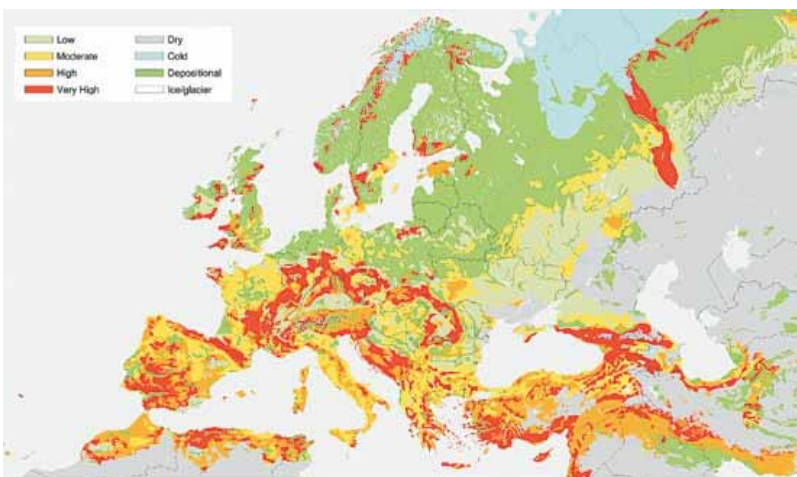 Low
Moderate
High
Very High
Dry
Cold
Depositional
Ice/glacier